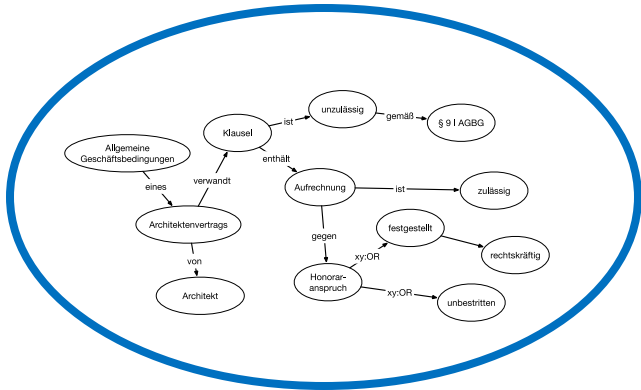 unzulässig
gemäß
§ 9 I AGBG
ist
Klausel
Allgemeine
Geschäftsbedingungen
enthält
verwandt
eines
Aufrechnung
ist
zulässig
Architektenvertrags
gegen
festgestellt
von
xy:OR
rechtskräftig
Honorar-
anspruch
Architekt
xy:OR
unbestritten